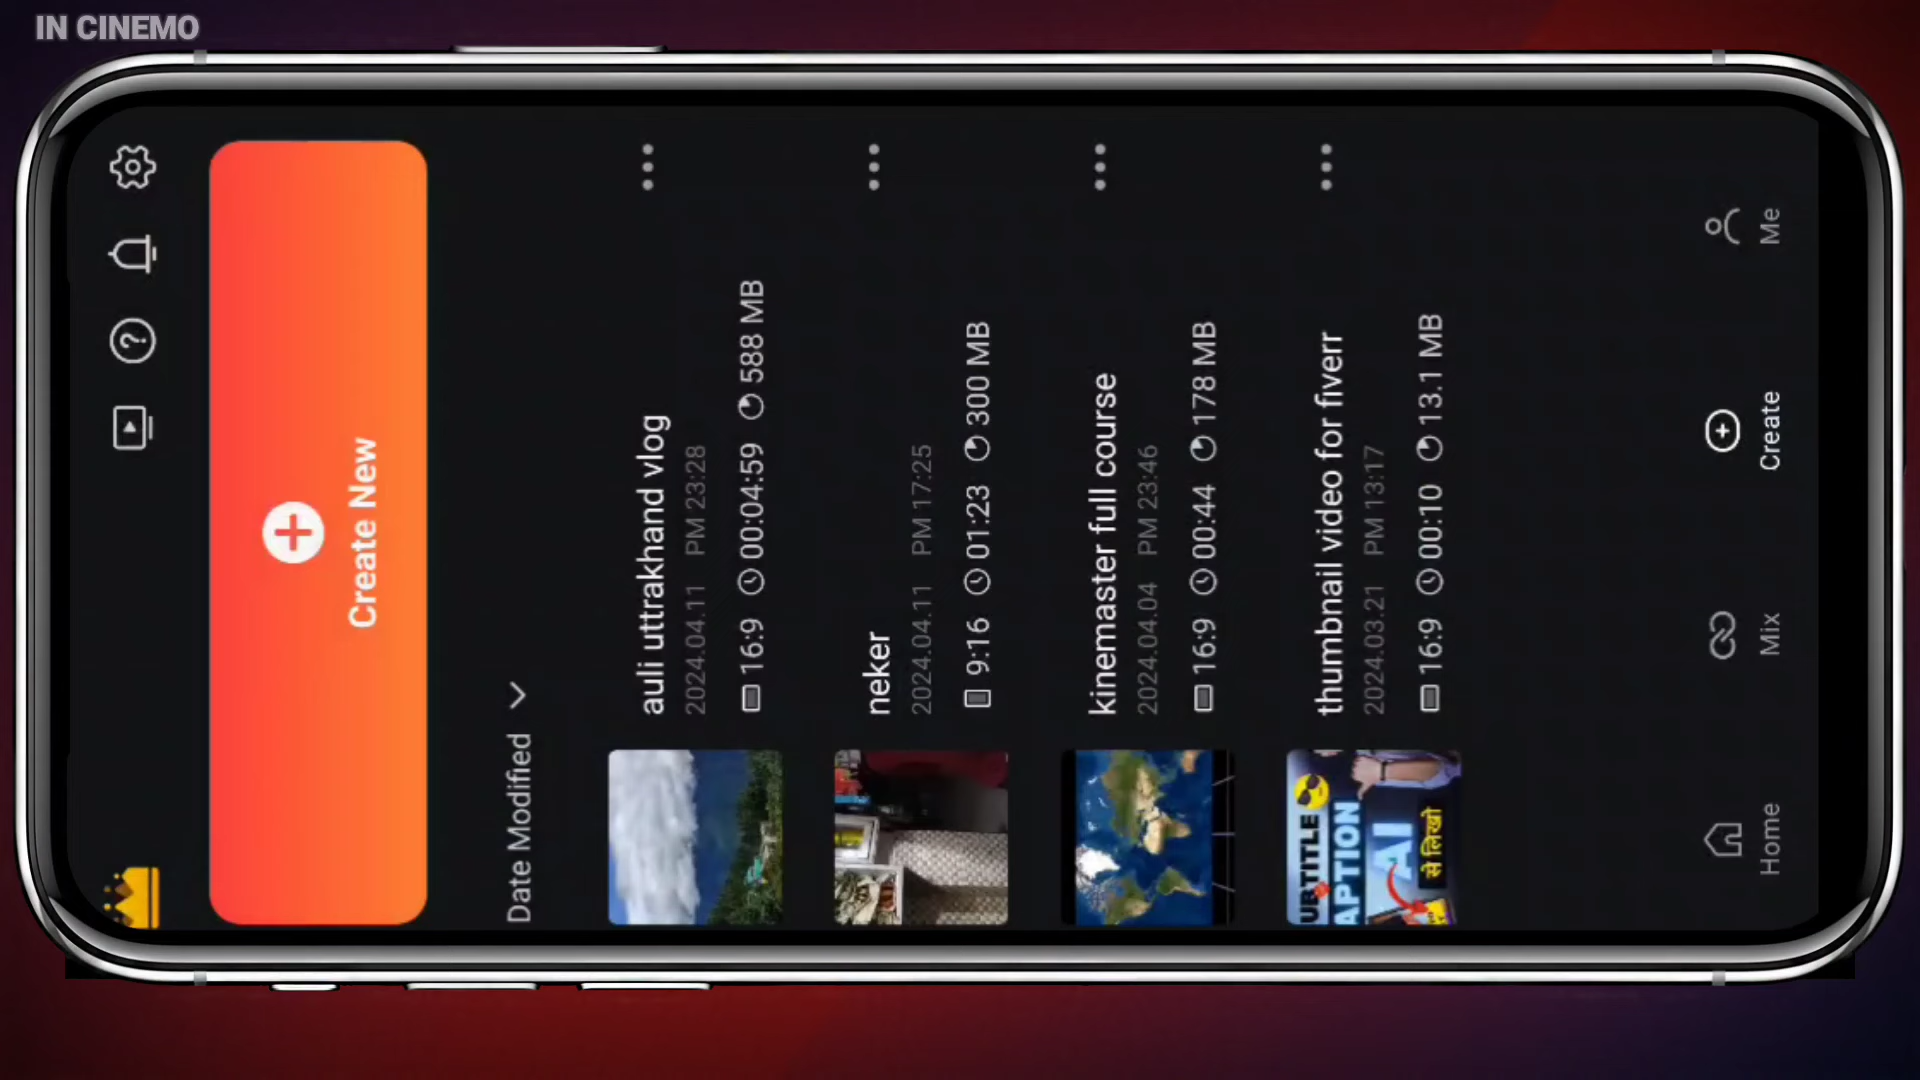 IN CINEMO
Create New
Date Modified
auli uttrakhand vlog
2024.04.11 PM 23:28
16:9 00:04:59 588 MB
neker
2024.04.11 PM 17:25
9:16 01:23 300 MB
kinemaster full course
2024.04.04 PM 23:46
16:9 00:44 178 MB
thumbnail video for fiverr
2024.03.21 PM 13:17
16:9 00:10 13.1 MB
UBTITLE
APTION
AI
से लिखो
Home
Mix
Create
Me